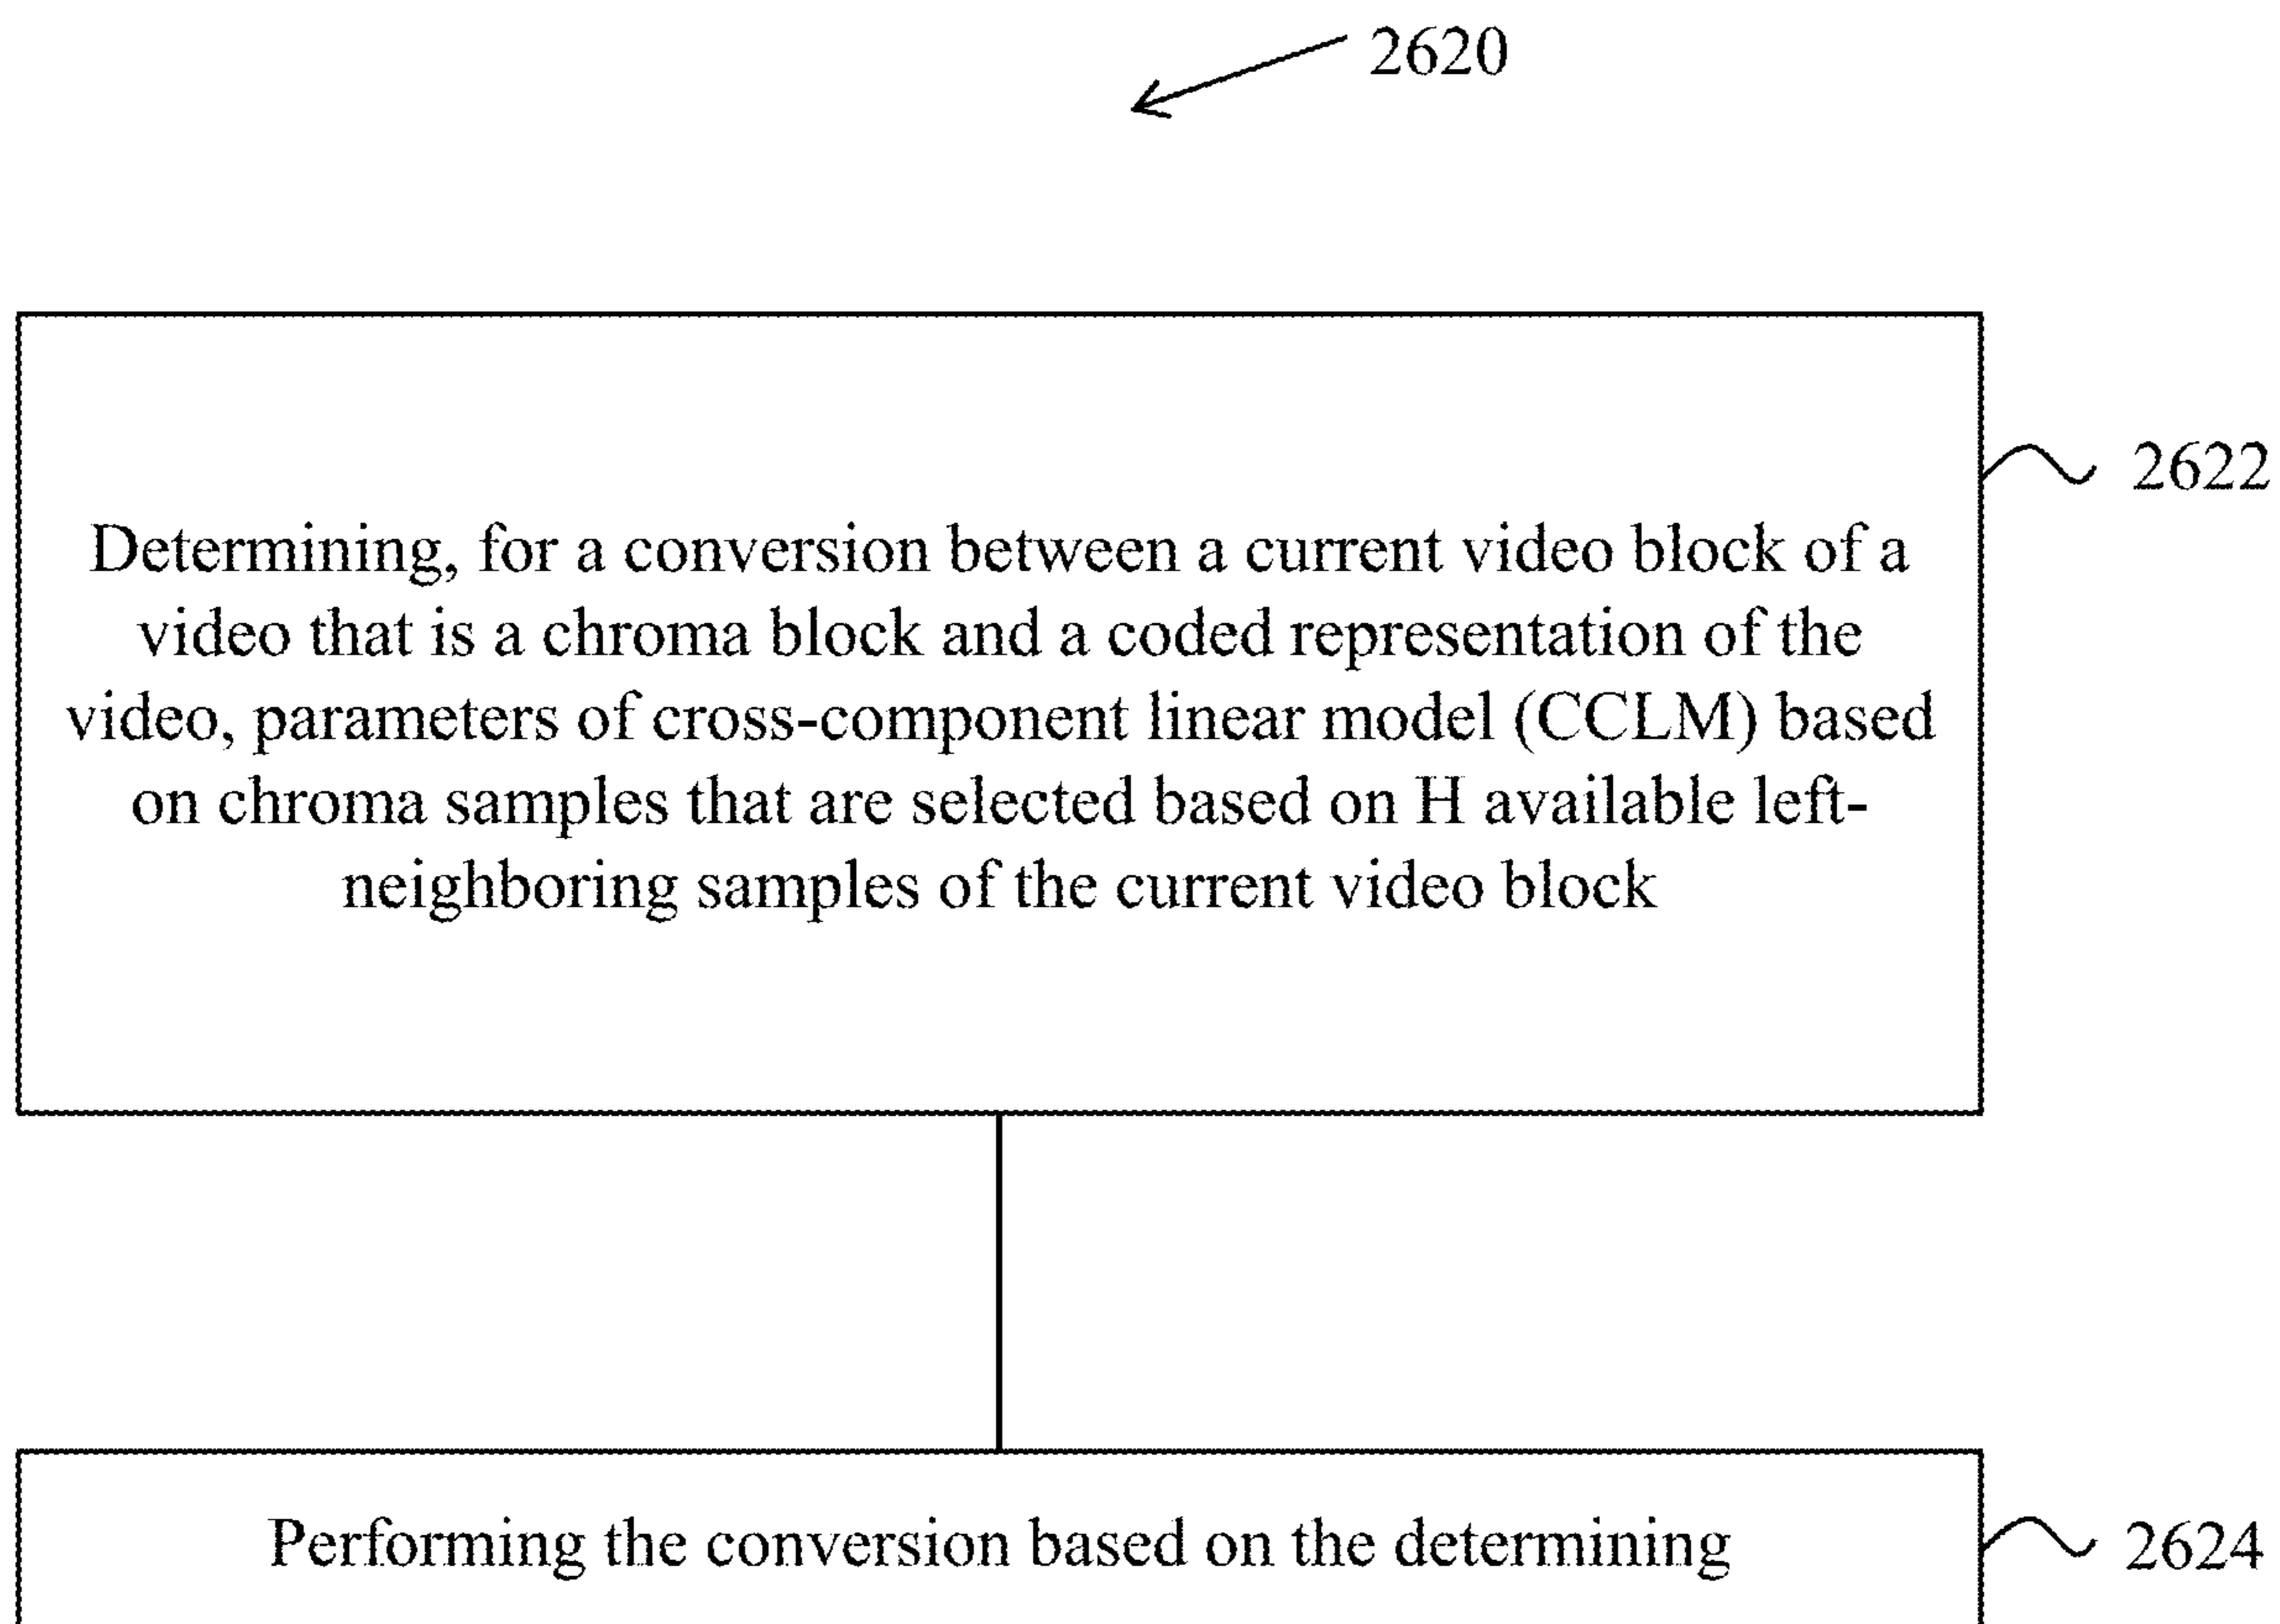 2620
Determining, for a conversion between a current video block of a
video that is a chroma block and a coded representation of the
video, parameters of cross-component linear model (CCLM) based
on chroma samples that are selected based on H available left-
neighboring samples of the current video block
2622
Performing the conversion based on the determining
2624